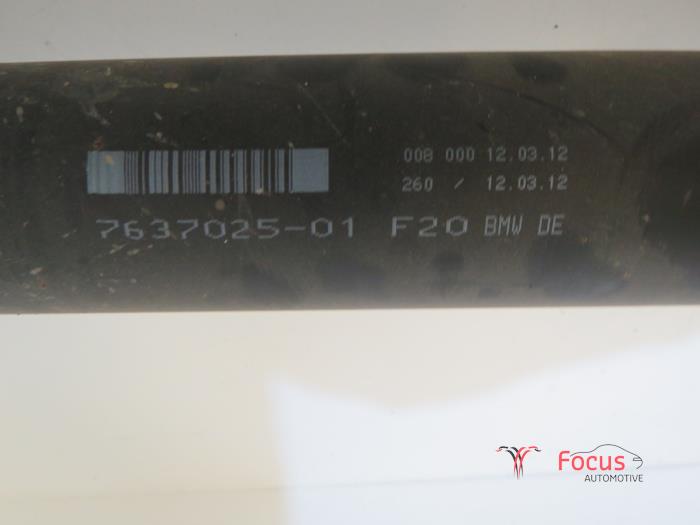 008 000 12.03.12
260 / 12.03.12
7637025-01 F20 BMW DE
Focus
AUTOMOTIVE